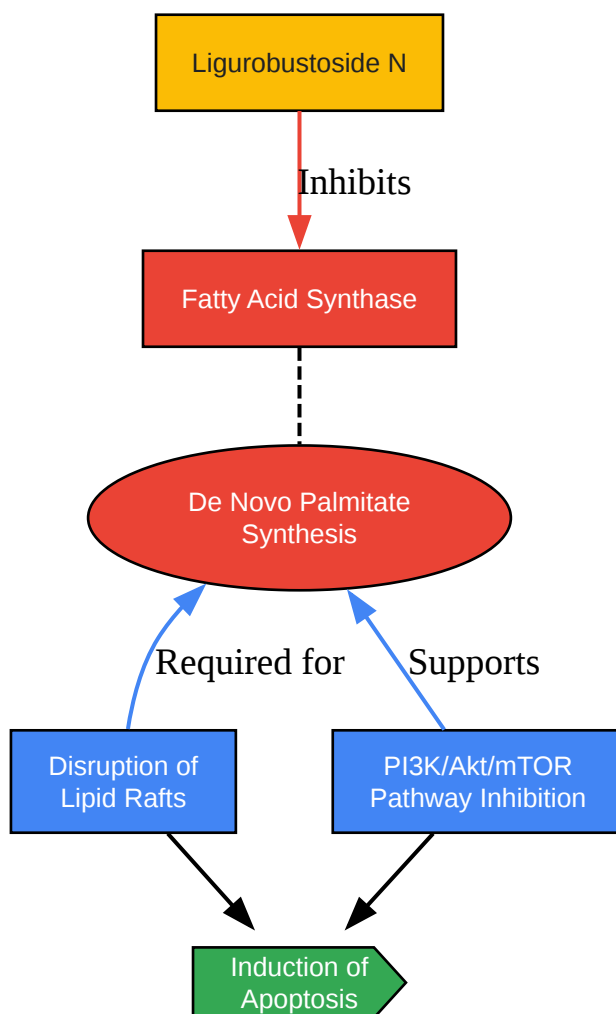 Ligurobustoside N
Inhibits
Fatty Acid Synthase
De Novo Palmitate
Synthesis
Required for
Supports
Disruption of
Lipid Rafts
PI3K/Akt/mTOR
Pathway Inhibition
Induction of
Apoptosis